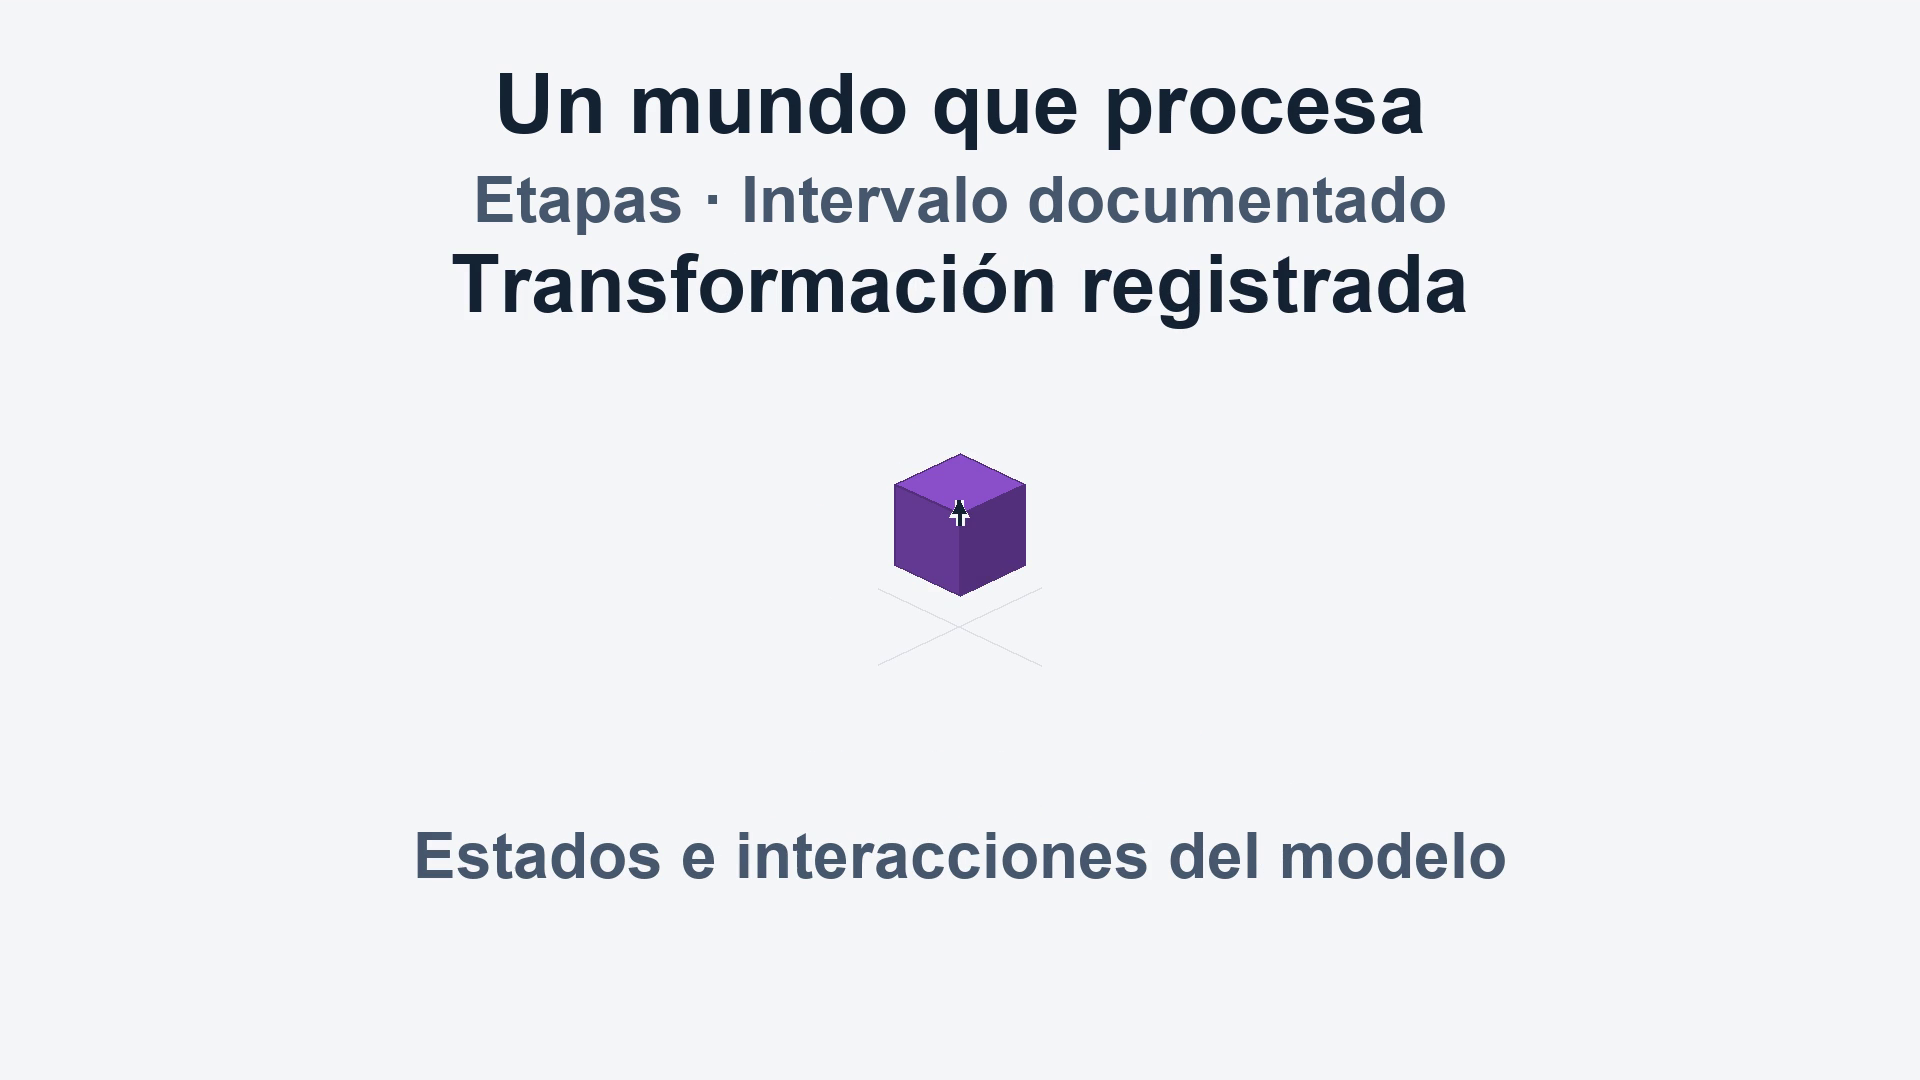 Un mundo que procesa
Etapas · Intervalo documentado
Transformación registrada
Estados e interacciones del modelo